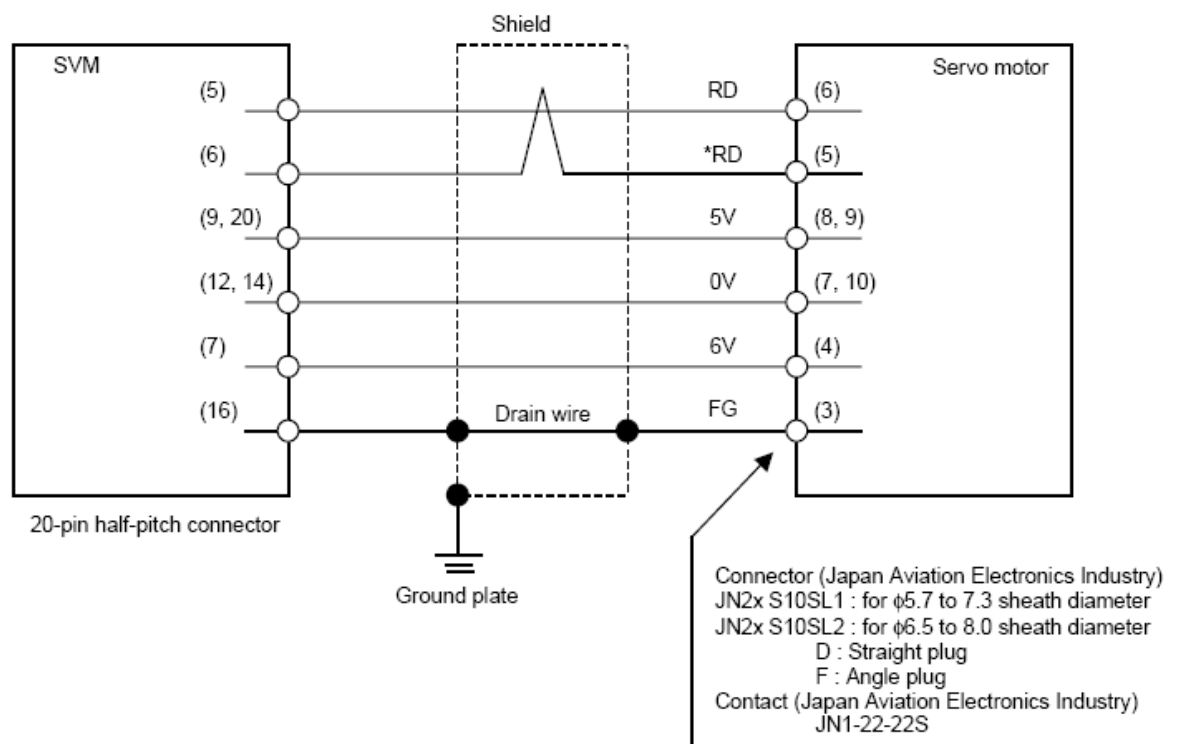 Shield
SVM
Servo motor
(5) RD (6)
(6) *RD (5)
(9, 20) 5V (8, 9)
(12, 14) 0V (7, 10)
(7) 6V (4)
(16) Drain wire FG (3)
20-pin half-pitch connector
Ground plate
Connector (Japan Aviation Electronics Industry)
JN2x S10SL1 : for ϕ5.7 to 7.3 sheath diameter
JN2x S10SL2 : for ϕ6.5 to 8.0 sheath diameter
D : Straight plug
F : Angle plug
Contact (Japan Aviation Electronics Industry)
JN1-22-22S